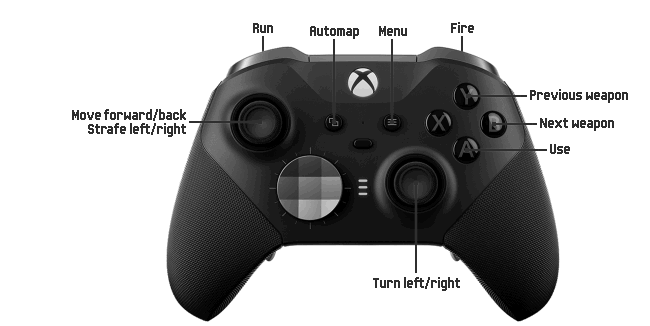 Run
Automap
Menu
Fire
Previous weapon
Move forward/back
Strafe left/right
Y
X
B
Next weapon
A
Use
Turn left/right